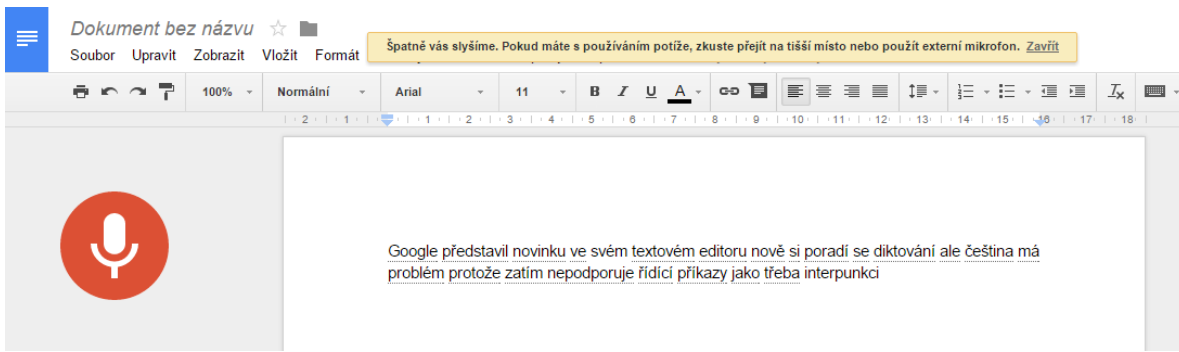 Dokument bez názvu
Soubor Upravit Zobrazit Vložit Formát
Špatně vás slyšíme. Pokud máte s používáním potíže, zkuste přejít na tišší místo nebo použít externí mikrofon. Zavřít
100% Normální Arial 11 B I U A
2 1 1 2 3 4 5 6 7 8 9 10 11 12 13 14 15 16 17 18
Google představil novinku ve svém textovém editoru nově si poradí se diktování ale čeština má
problém protože zatím nepodporuje řídící příkazy jako třeba interpunkci